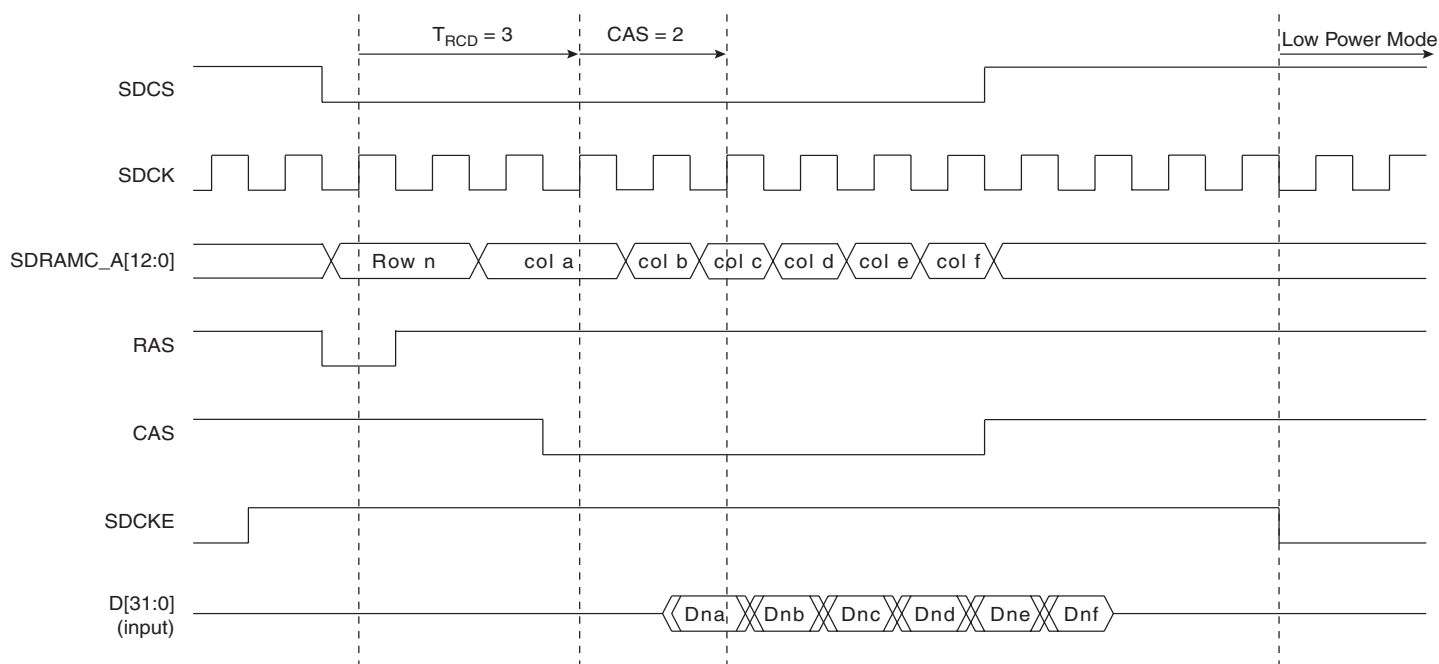 T_RCD = 3
CAS = 2
Low Power Mode
SDCS
SDCK
SDRAMC_A[12:0]
Row n
col a
col b
col c
col d
col e
col f
RAS
CAS
SDCKE
D[31:0]
(input)
Dna
Dnb
Dnc
Dnd
Dne
Dnf